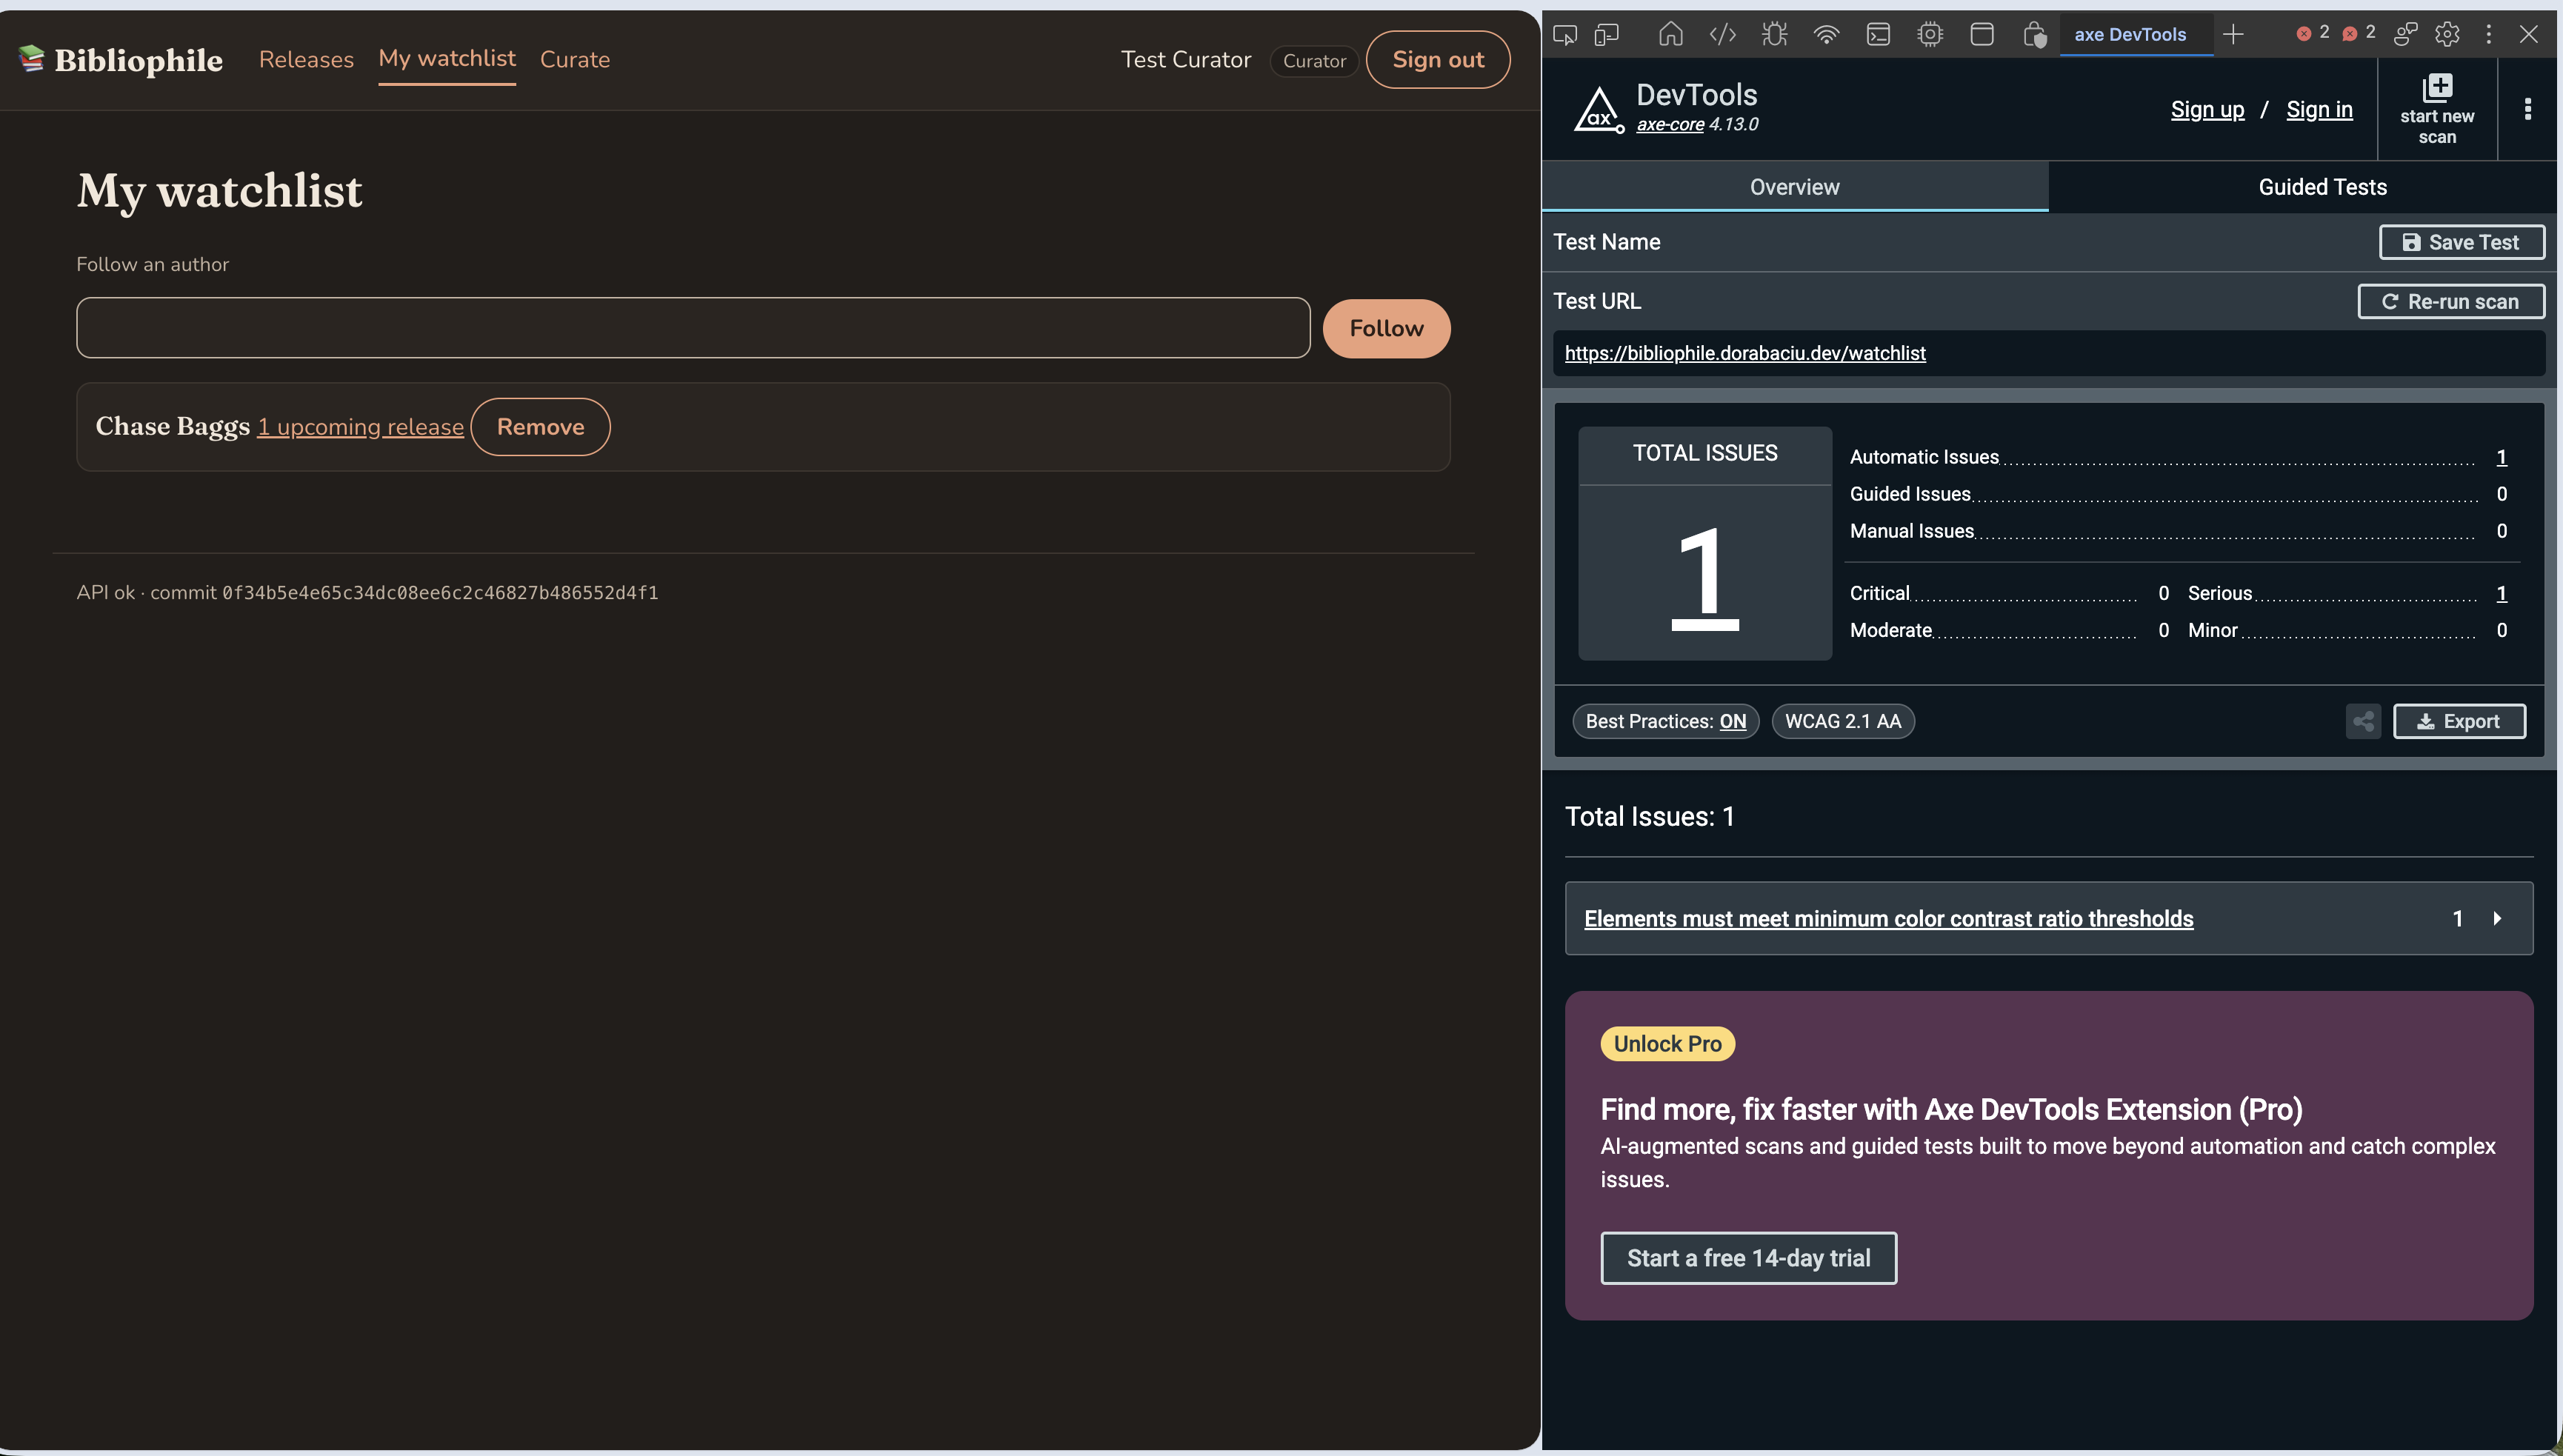 Bibliophile
Releases
My watchlist
Curate
Test Curator
Curator
Sign out
My watchlist
Follow an author
Follow
Chase Baggs 1 upcoming release Remove
API ok · commit 0f34b5e4e65c34dc08ee6c2c46827b486552d4f1
axe DevTools
2
2
ax
DevTools
axe-core 4.13.0
Sign up / Sign in
start new
scan
Overview
Guided Tests
Test Name
Save Test
Test URL
Re-run scan
https://bibliophile.dorabaciu.dev/watchlist
TOTAL ISSUES
1
Automatic Issues 1
Guided Issues 0
Manual Issues 0
Critical 0 Serious 1
Moderate 0 Minor 0
Best Practices: ON
WCAG 2.1 AA
Export
Total Issues: 1
Elements must meet minimum color contrast ratio thresholds 1
Unlock Pro
Find more, fix faster with Axe DevTools Extension (Pro)
AI-augmented scans and guided tests built to move beyond automation and catch complex
issues.
Start a free 14-day trial